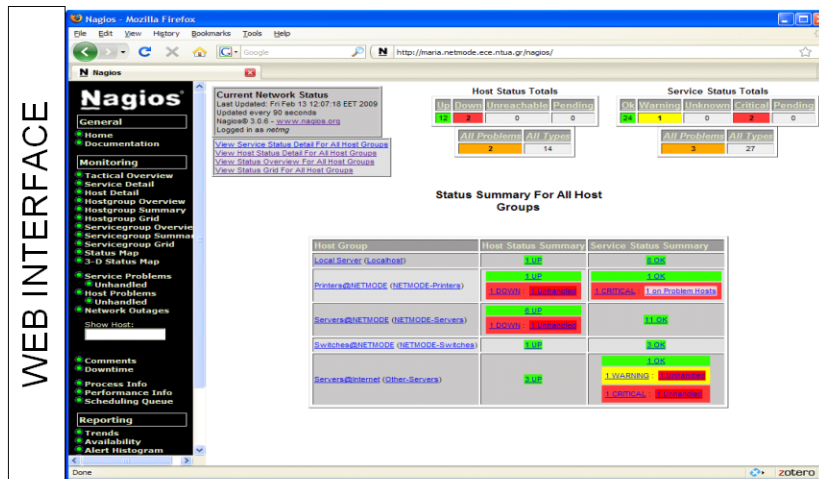 WEB INTERFACE
Nagios - Mozilla Firefox
File Edit View History Bookmarks Tools Help
Google
http://maria.netmode.ece.ntua.gr/nagios/
Nagios
Nagios®
General
Home
Documentation
Monitoring
Tactical Overview
Service Detail
Host Detail
Hostgroup Overview
Hostgroup Summary
Hostgroup Grid
Servicegroup Overvie
Servicegroup Summar
Servicegroup Grid
Status Map
3-D Status Map
Service Problems
Unhandled
Host Problems
Unhandled
Network Outages
Show Host:
Comments
Downtime
Process Info
Performance Info
Scheduling Queue
Reporting
Trends
Availability
Alert Histogram
Current Network Status
Last Updated: Fri Feb 13 12:07:18 EET 2009
Updated every 90 seconds
Nagios® 3.0.6 - www.nagios.org
Logged in as netmg
View Service Status Detail For All Host Groups
View Host Status Detail For All Host Groups
View Status Overview For All Host Groups
View Status Grid For All Host Groups
Host Status Totals
Up Down Unreachable Pending
12 2 0 0
All Problems All Types
2 14
Service Status Totals
Ok Warning Unknown Critical Pending
24 1 0 2 0
All Problems All Types
3 27
Status Summary For All Host
Groups
Host Group Host Status Summary Service Status Summary
Local Server (Localhost) 1 UP 8 OK
Printers@NETMODE (NETMODE-Printers) 1 UP 1 OK
1 DOWN : 1 Unhandled 1 CRITICAL : 1 on Problem Hosts
Servers@NETMODE (NETMODE-Servers) 6 UP 11 OK
1 DOWN : 1 Unhandled
Switches@NETMODE (NETMODE-Switches) 1 UP 3 OK
Servers@Internet (Other-Servers) 3 UP 1 OK
1 WARNING : 1 Unhandled
1 CRITICAL : 1 Unhandled
Done
zotero